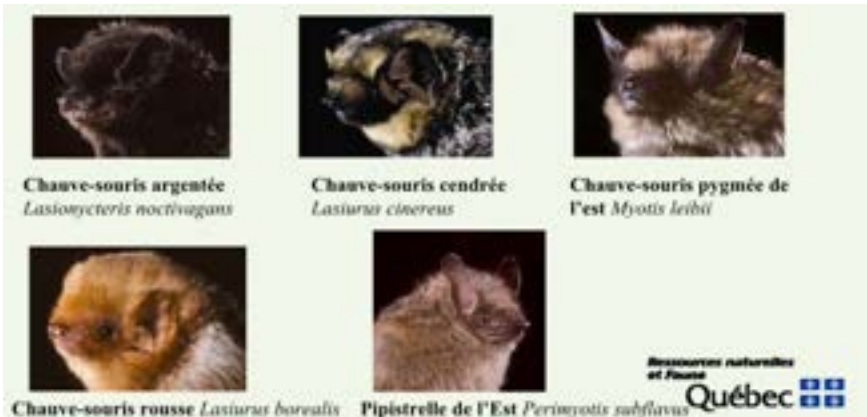 Chauve-souris argentée
Lasionycteris noctivagans
Chauve-souris cendrée
Lasiurus cinereus
Chauve-souris pygmée de
l'est Myotis leibii
Chauve-souris rousse Lasiurus borealis
Pipistrelle de l'Est Perimyotis subflavus
Ressources naturelles
et Faune
Québec